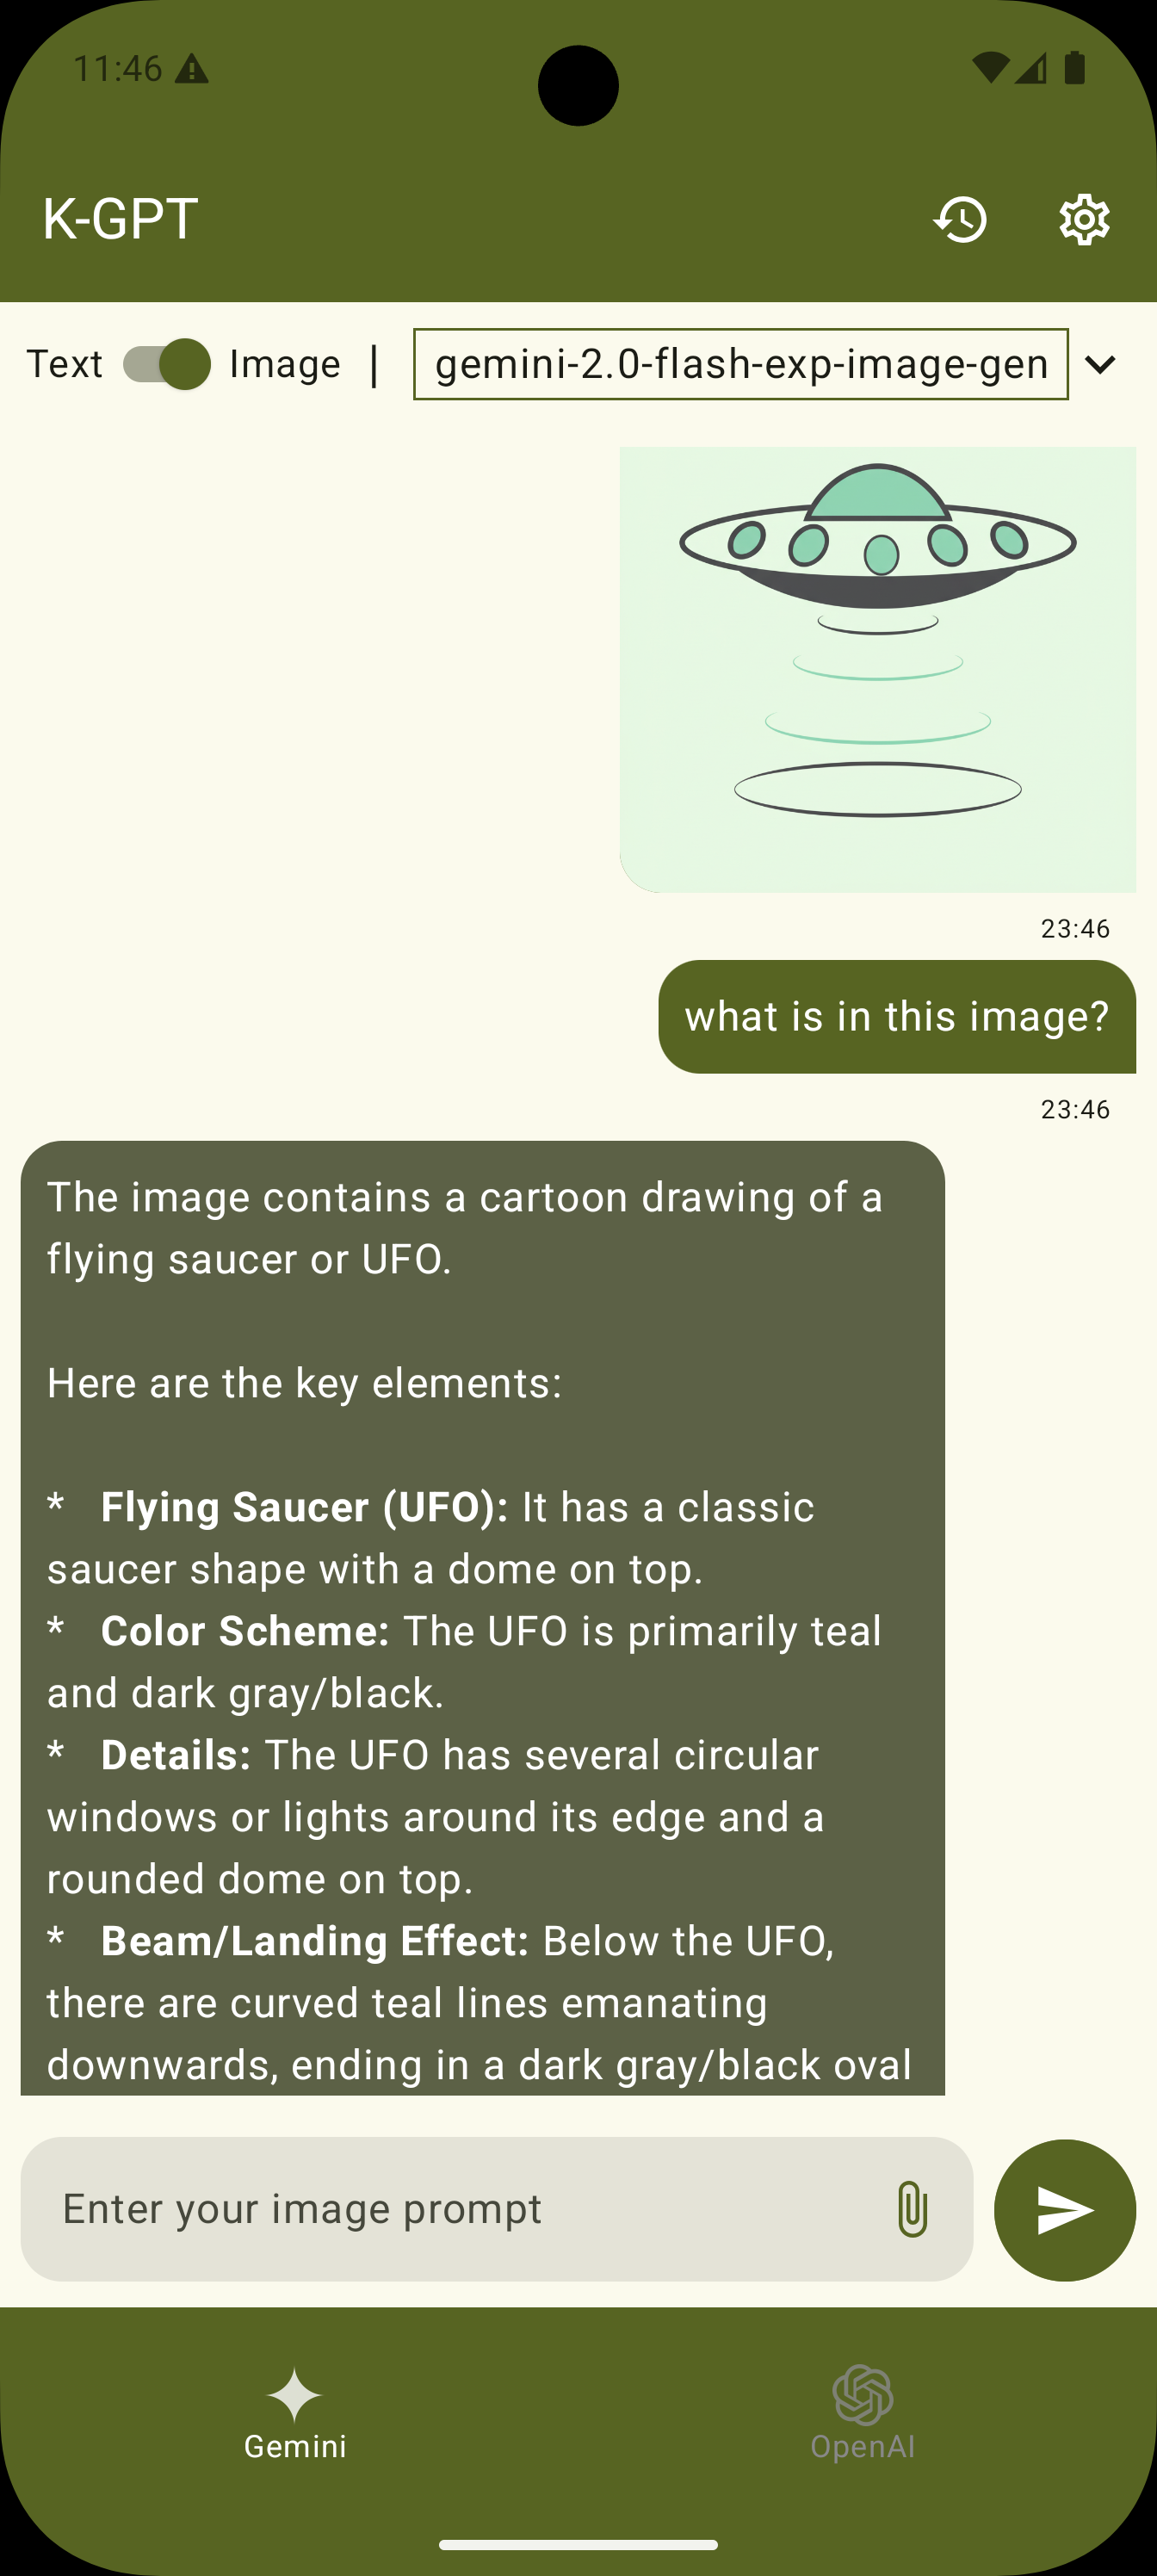 11:46
K-GPT
Text Image | gemini-2.0-flash-exp-image-gen
23:46
what is in this image?
23:46
The image contains a cartoon drawing of a
flying saucer or UFO.
Here are the key elements:
* Flying Saucer (UFO): It has a classic
saucer shape with a dome on top.
* Color Scheme: The UFO is primarily teal
and dark gray/black.
* Details: The UFO has several circular
windows or lights around its edge and a
rounded dome on top.
* Beam/Landing Effect: Below the UFO,
there are curved teal lines emanating
downwards, ending in a dark gray/black oval
Enter your image prompt
Gemini OpenAI